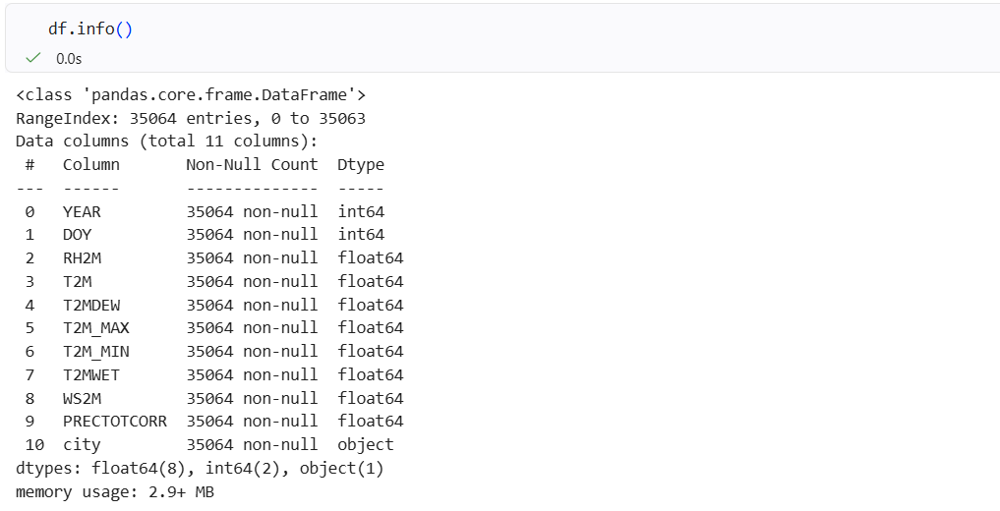 df.info()
0.0s
<class 'pandas.core.frame.DataFrame'>
RangeIndex: 35064 entries, 0 to 35063
Data columns (total 11 columns):
 #   Column       Non-Null Count  Dtype
---  ------       --------------  -----
 0   YEAR         35064 non-null  int64
 1   DOY          35064 non-null  int64
 2   RH2M         35064 non-null  float64
 3   T2M          35064 non-null  float64
 4   T2MDEW       35064 non-null  float64
 5   T2M_MAX      35064 non-null  float64
 6   T2M_MIN      35064 non-null  float64
 7   T2MWET       35064 non-null  float64
 8   WS2M         35064 non-null  float64
 9   PRECTOTCORR  35064 non-null  float64
 10  city         35064 non-null  object
dtypes: float64(8), int64(2), object(1)
memory usage: 2.9+ MB